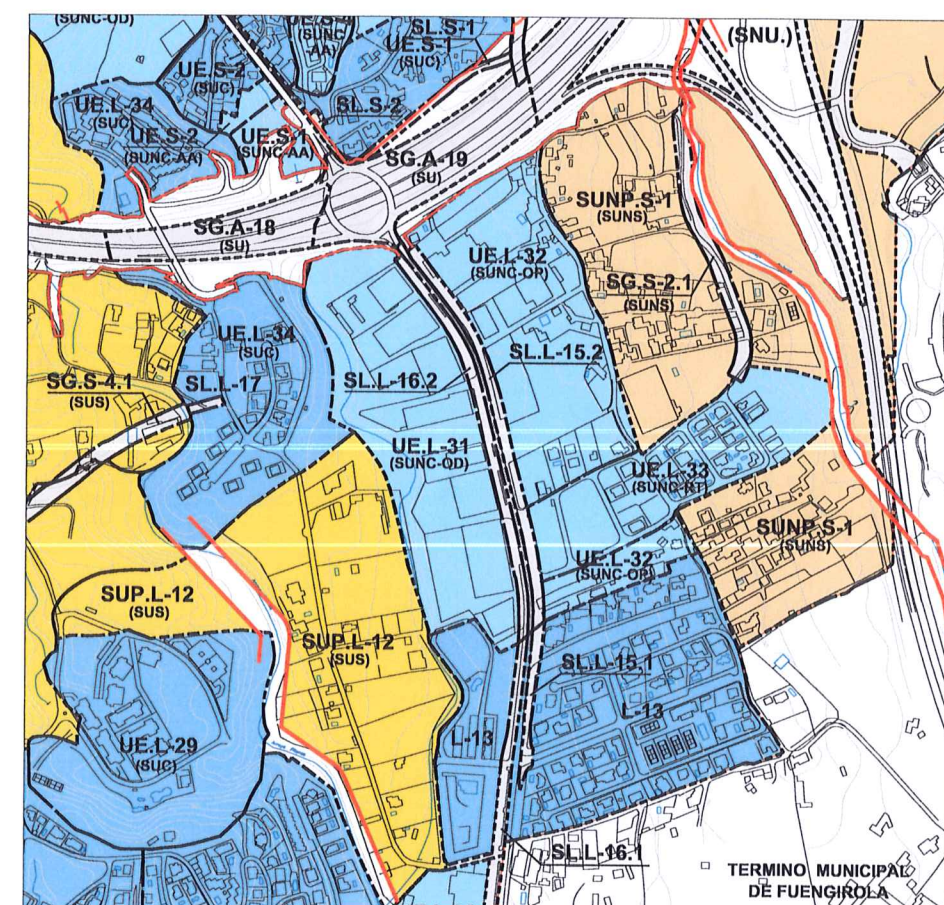 (SUNC-OD)
UE.S-1
(SUNC
AA)
SL.S-1
UE.S-1
(SUC)
(SNU.)
UE.S-2
(SUC)
UE.L-34
(SUC)
UE.S-2
(SUNC-AA)
UE.S-1
(SUNC-AA)
SL.S-2
SG.A-19
(SU)
SG.A-18
(SU)
SUNP.S-1
(SUNS)
UE.L-32
(SUNC-OP)
SG.S-2.1
(SUNS)
UE.L-34
(SUC)
SL.L-15.2
SG.S-4.1
(SUS)
SL.L-17
SL.L-16.2
UE.L-31
(SUNC-OD)
UE.L-33
(SUNC-RT)
SUNP.S-1
(SUNS)
UE.L-32
(SUNC-OP)
SUP.L-12
(SUS)
SUP.L-12
(SUS)
SL.L-15.1
L-13
L-13
UE.L-29
(SUC)
SL.L-16.1
TERMINO MUNICIPAL
DE FUENGIROLA